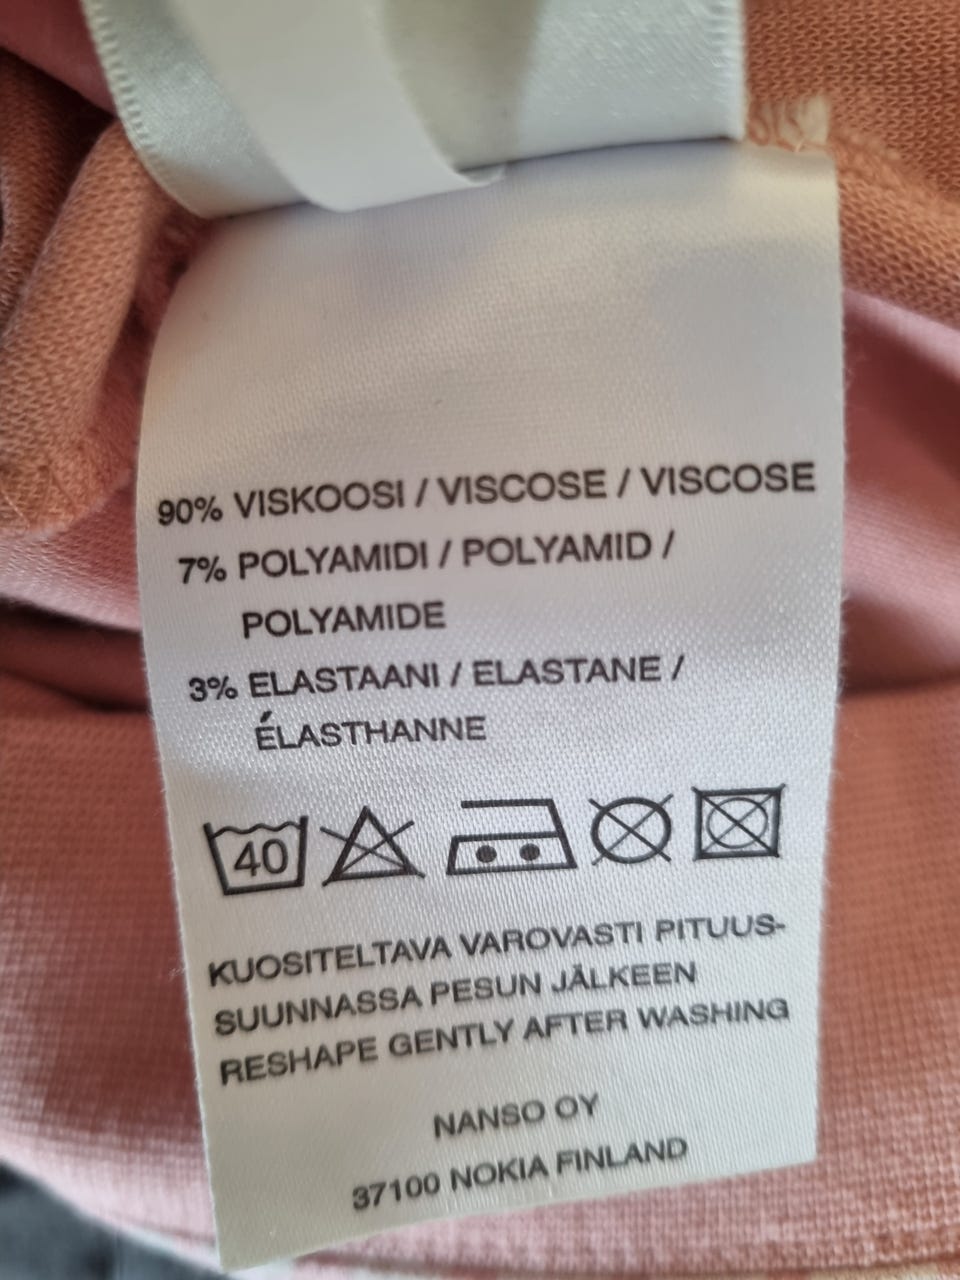 90% VISKOOSI / VISCOSE / VISCOSE
7% POLYAMIDI / POLYAMID /
POLYAMIDE
3% ELASTAANI / ELASTANE /
ÉLASTHANNE
40
KUOSITELTAVA VAROVASTI PITUUS-
SUUNNASSA PESUN JÄLKEEN
RESHAPE GENTLY AFTER WASHING
NANSO OY
37100 NOKIA FINLAND